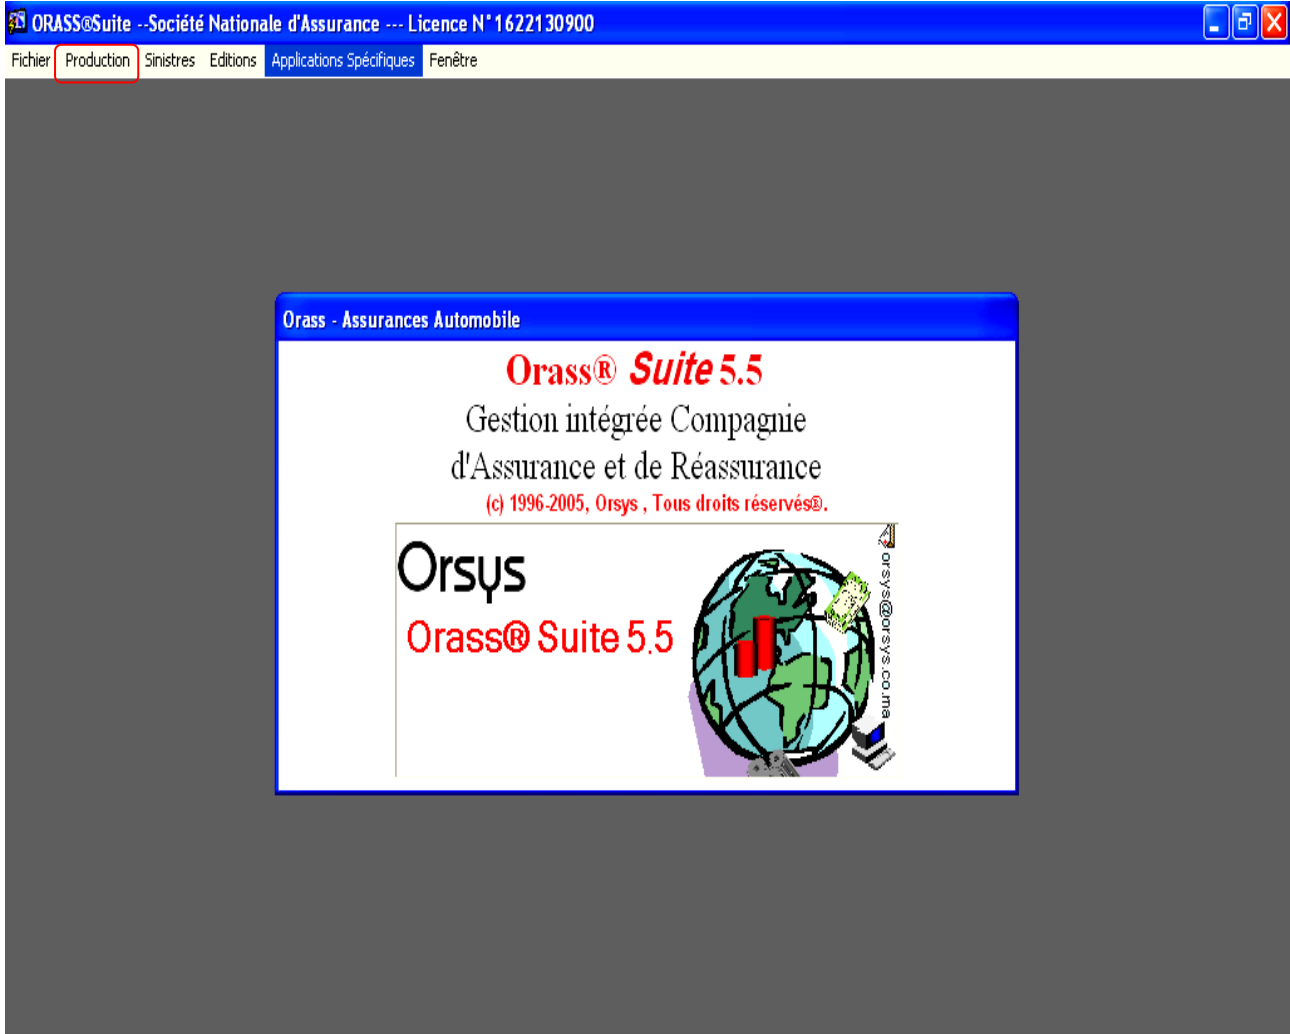 ORASS®Suite --Société Nationale d'Assurance --- Licence N°1622130900
Fichier Production Sinistres Editions Applications Spécifiques Fenêtre
Orass - Assurances Automobile
Orass® Suite 5.5
Gestion intégrée Compagnie
d'Assurance et de Réassurance
(c) 1996-2005, Orsys , Tous droits réservés®.
Orsys
Orass® Suite 5.5
orsys@orsys.co.ma